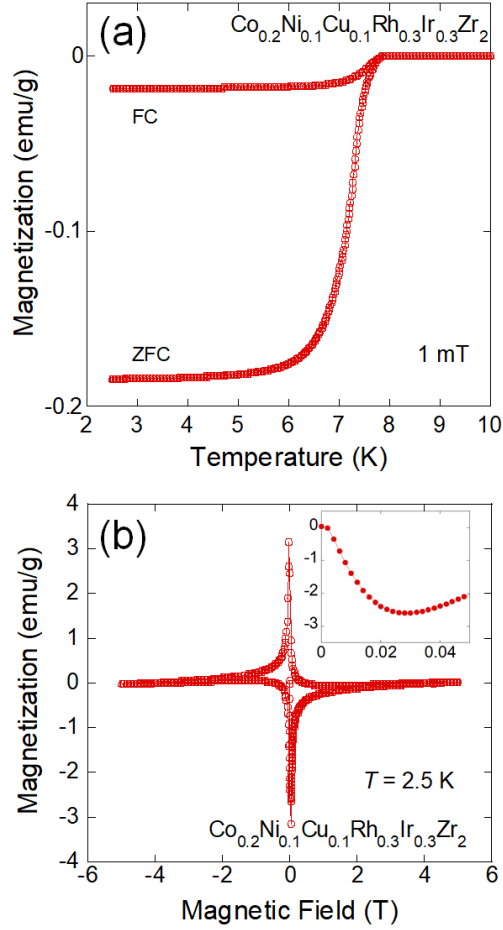 (a)
Co0.2Ni0.1Cu0.1Rh0.3Ir0.3Zr2
0
-0.1
-0.2
Magnetization (emu/g)
FC
ZFC
1 mT
2 3 4 5 6 7 8 9 10
Temperature (K)
(b)
4
3
2
1
0
-1
-2
-3
-4
Magnetization (emu/g)
0
-1
-2
-3
0 0.02 0.04
T = 2.5 K
Co0.2Ni0.1Cu0.1Rh0.3Ir0.3Zr2
-6 -4 -2 0 2 4 6
Magnetic Field (T)